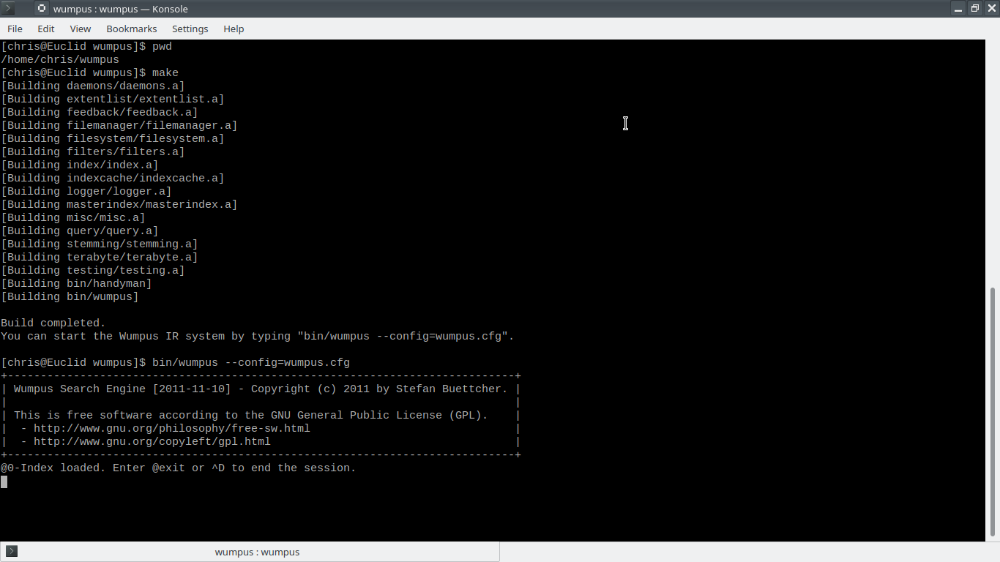 wumpus : wumpus — Konsole
File Edit View Bookmarks Settings Help
[chris@Euclid wumpus]$ pwd
/home/chris/wumpus
[chris@Euclid wumpus]$ make
[Building daemons/daemons.a]
[Building extentlist/extentlist.a]
[Building feedback/feedback.a]
[Building filemanager/filemanager.a]
[Building filesystem/filesystem.a]
[Building filters/filters.a]
[Building index/index.a]
[Building indexcache/indexcache.a]
[Building logger/logger.a]
[Building masterindex/masterindex.a]
[Building misc/misc.a]
[Building query/query.a]
[Building stemming/stemming.a]
[Building terabyte/terabyte.a]
[Building testing/testing.a]
[Building bin/handyman]
[Building bin/wumpus]
Build completed.
You can start the Wumpus IR system by typing "bin/wumpus --config=wumpus.cfg".
[chris@Euclid wumpus]$ bin/wumpus --config=wumpus.cfg
+-----------------------------------------------------------------------------+
| Wumpus Search Engine [2011-11-10] - Copyright (c) 2011 by Stefan Buettcher. |
|                                                                             |
| This is free software according to the GNU General Public License (GPL).    |
|  - http://www.gnu.org/philosophy/free-sw.html                               |
|  - http://www.gnu.org/copyleft/gpl.html                                     |
+-----------------------------------------------------------------------------+
@0-Index loaded. Enter @exit or ^D to end the session.
wumpus : wumpus